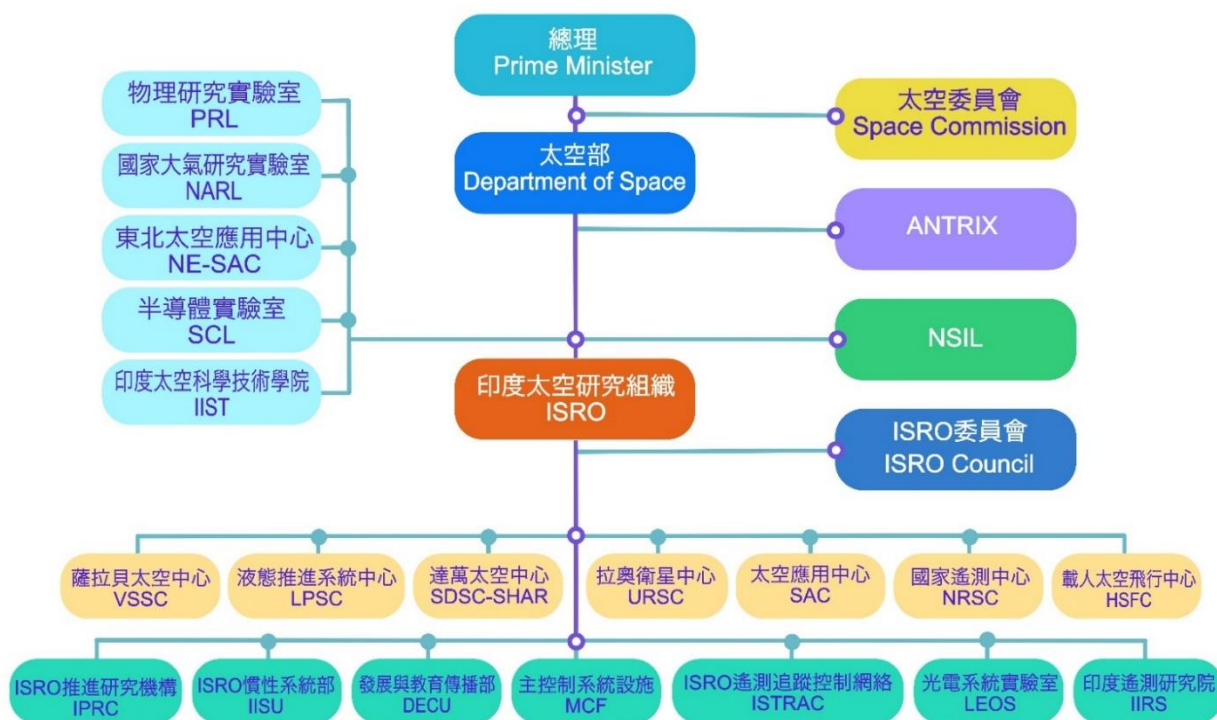 總理
Prime Minister
太空委員會
Space Commission
太空部
Department of Space
ANTRIX
NSIL
物理研究實驗室
PRL
國家大氣研究實驗室
NARL
東北太空應用中心
NE-SAC
半導體實驗室
SCL
印度太空科學技術學院
IIST
印度太空研究組織
ISRO
ISRO委員會
ISRO Council
薩拉貝太空中心
VSSC
液態推進系統中心
LPSC
達萬太空中心
SDSC-SHAR
拉奧衛星中心
URSC
太空應用中心
SAC
國家遙測中心
NRSC
載人太空飛行中心
HSFC
ISRO推進研究機構
IPRC
ISRO慣性系統部
IISU
發展與教育傳播部
DECU
主控制系統設施
MCF
ISRO遙測追蹤控制網絡
ISTRAC
光電系統實驗室
LEOS
印度遙測研究院
IIRS